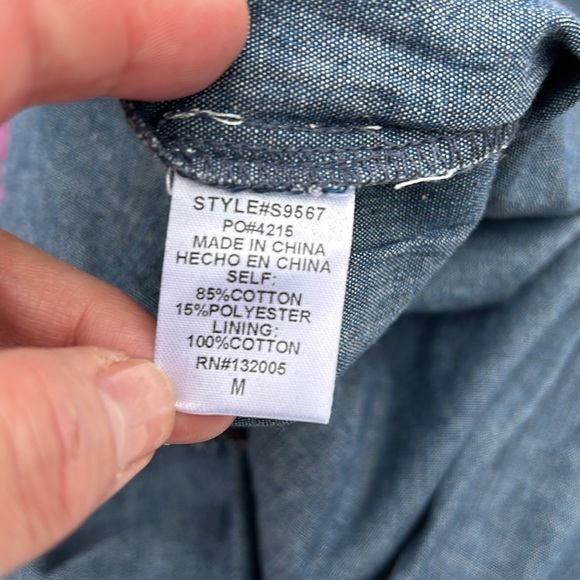 STYLE#S9567
PO#4215
MADE IN CHINA
HECHO EN CHINA
SELF:
85%COTTON
15%POLYESTER
LINING:
100%COTTON
RN#132005
M